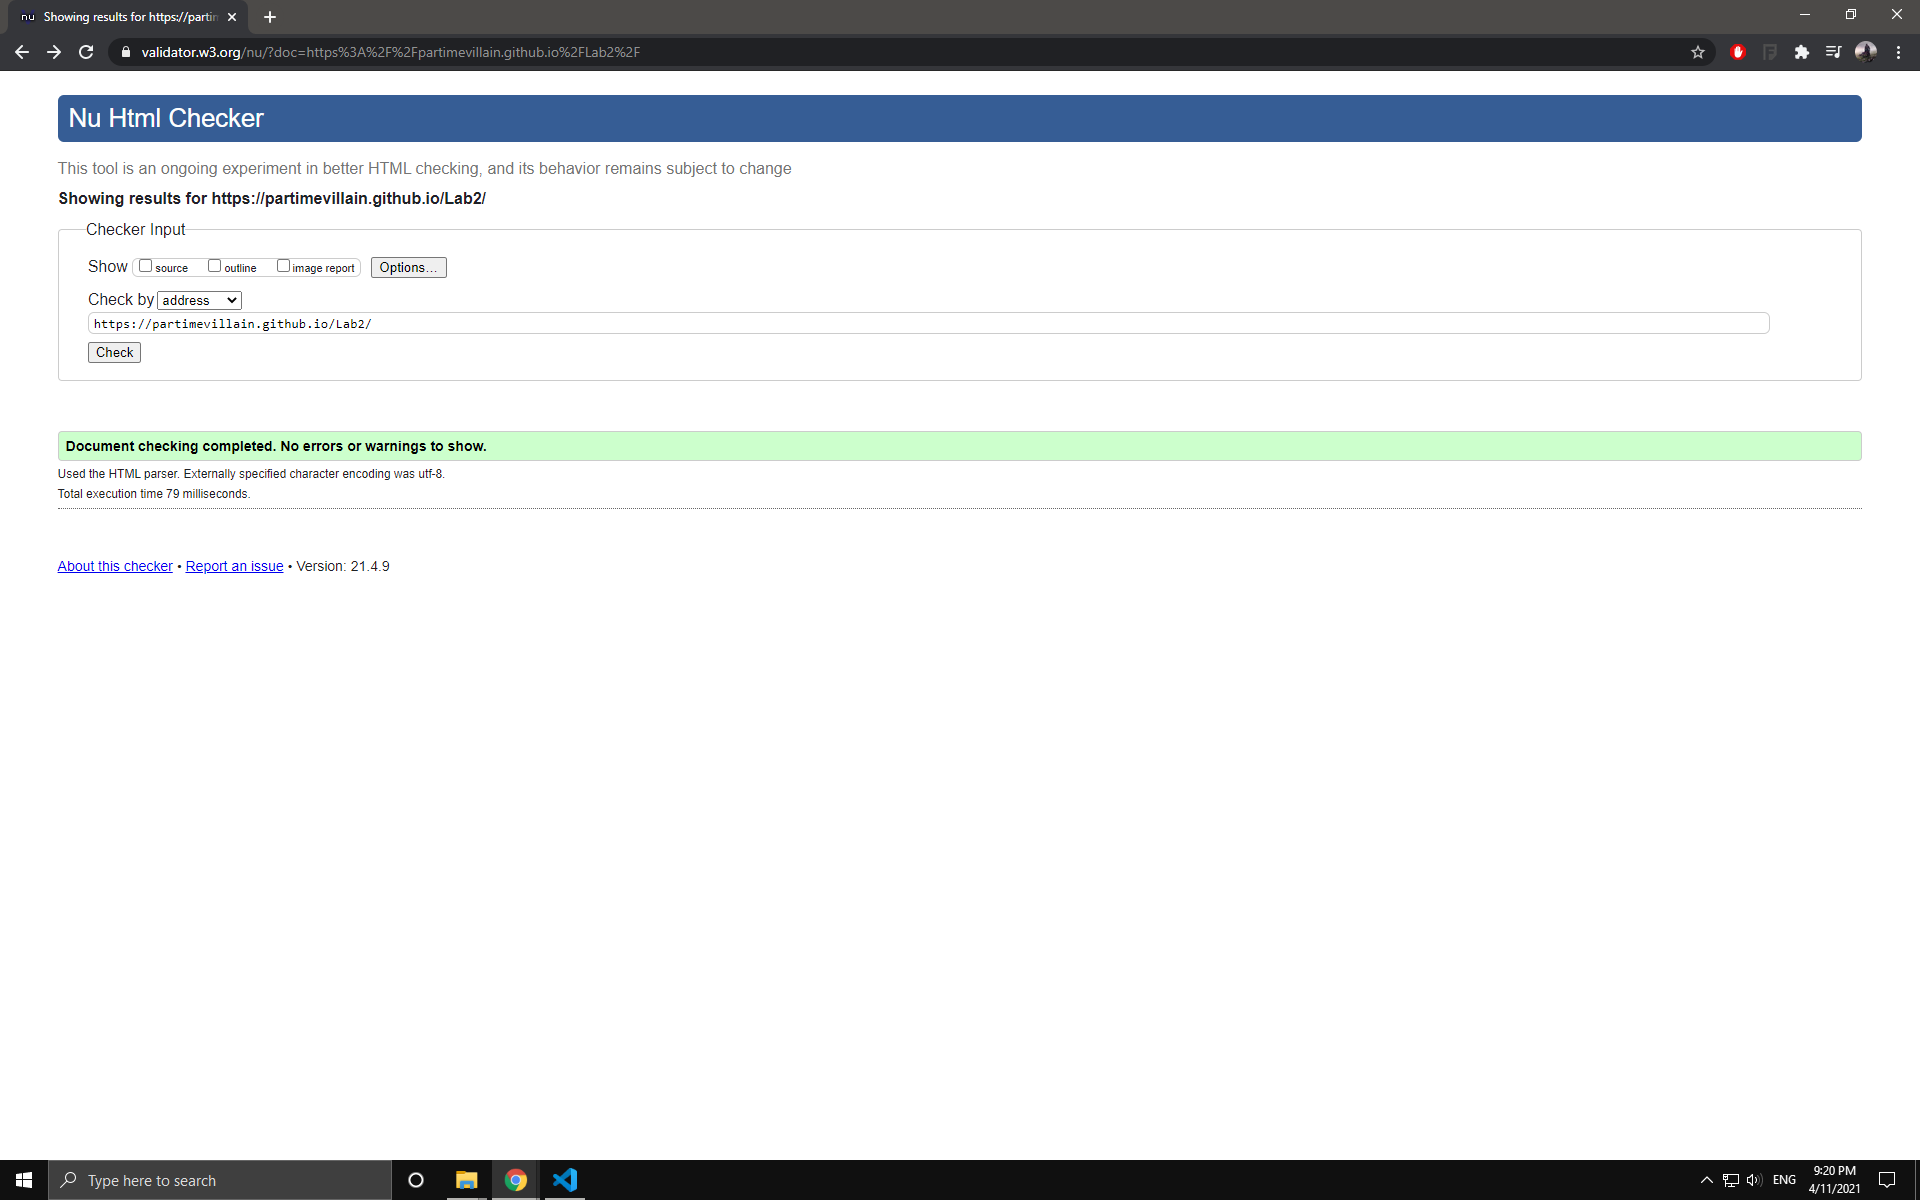 nu Showing results for https://partin
validator.w3.org/nu/?doc=https%3A%2F%2Fpartimevillain.github.io%2FLab2%2F
Nu Html Checker
This tool is an ongoing experiment in better HTML checking, and its behavior remains subject to change
Showing results for https://partimevillain.github.io/Lab2/
Checker Input
Show source outline image report Options...
Check by address
https://partimevillain.github.io/Lab2/
Check
Document checking completed. No errors or warnings to show.
Used the HTML parser. Externally specified character encoding was utf-8.
Total execution time 79 milliseconds.
About this checker • Report an issue • Version: 21.4.9
Type here to search
ENG
9:20 PM
4/11/2021